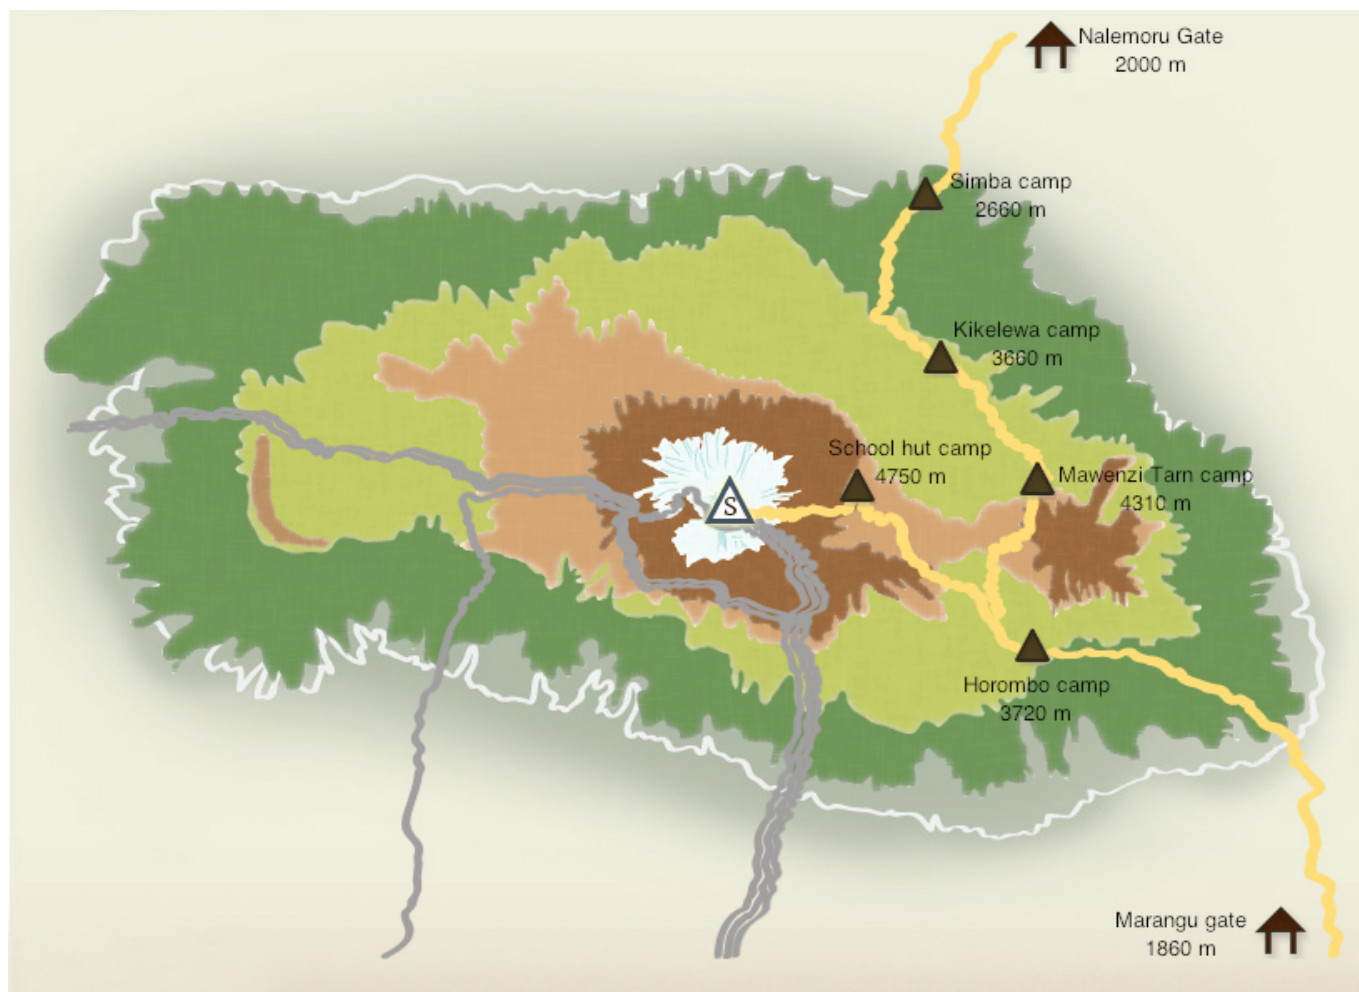 Nalemoru Gate
2000 m
Simba camp
2660 m
Kikelewa camp
3660 m
School hut camp
4750 m
Mawenzi Tarn camp
4310 m
S
Horombo camp
3720 m
Marangu gate
1860 m